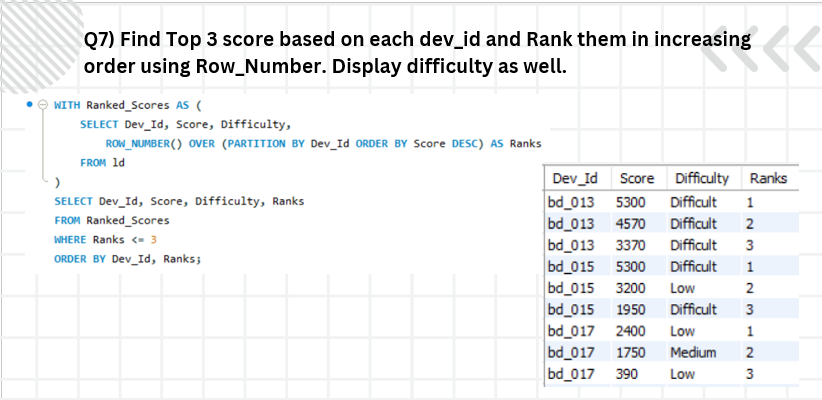 Q7) Find Top 3 score based on each dev_id and Rank them in increasing
order using Row_Number. Display difficulty as well.
WITH Ranked_Scores AS (
SELECT Dev_Id, Score, Difficulty,
ROW_NUMBER() OVER (PARTITION BY Dev_Id ORDER BY Score DESC) AS Ranks
FROM ld
)
SELECT Dev_Id, Score, Difficulty, Ranks
FROM Ranked_Scores
WHERE Ranks <= 3
ORDER BY Dev_Id, Ranks;
Dev_Id Score Difficulty Ranks
bd_013 5300 Difficult 1
bd_013 4570 Difficult 2
bd_013 3370 Difficult 3
bd_015 5300 Difficult 1
bd_015 3200 Low 2
bd_015 1950 Difficult 3
bd_017 2400 Low 1
bd_017 1750 Medium 2
bd_017 390 Low 3